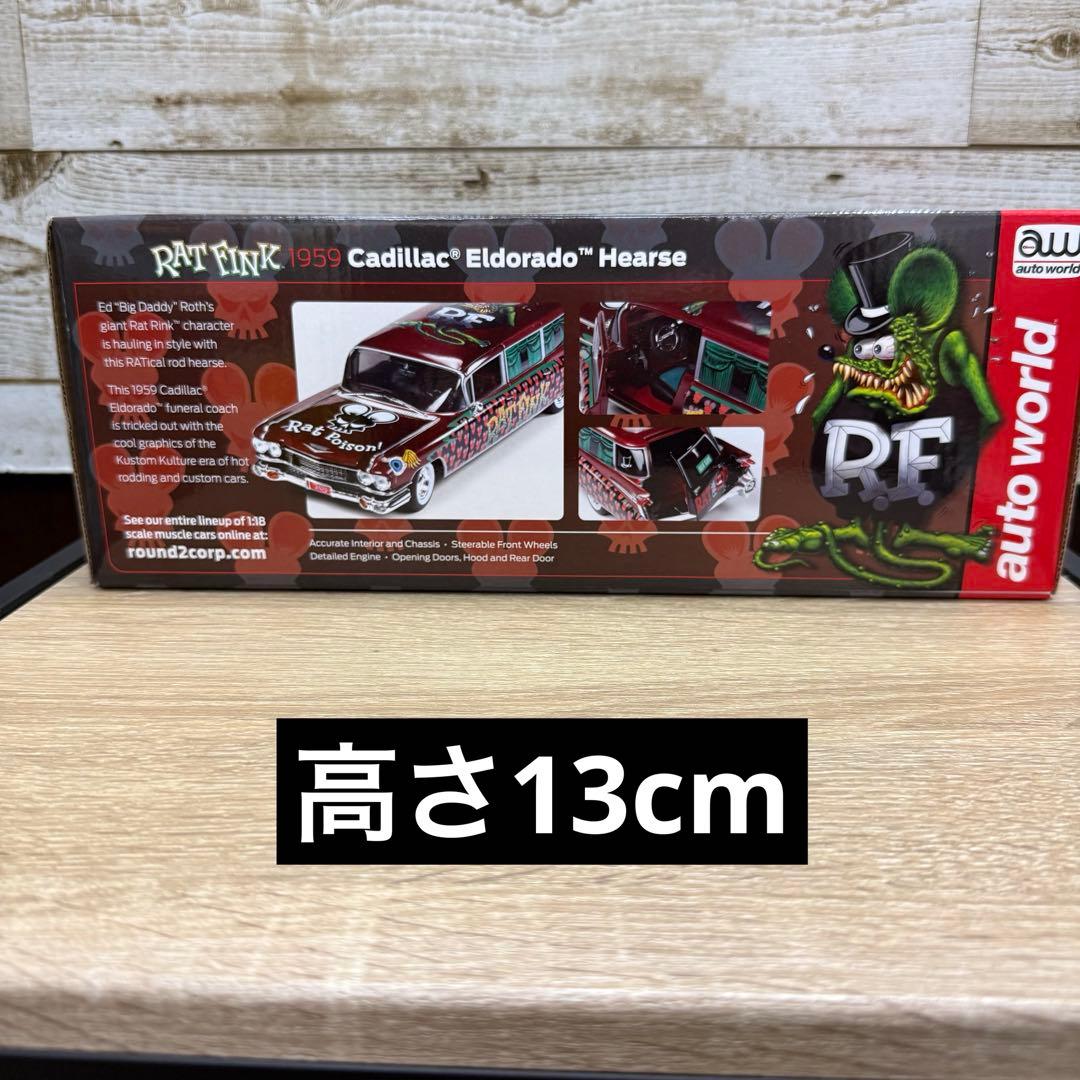 RAT FINK 1959 Cadillac® Eldorado™ Hearse
Ed “Big Daddy” Roth’s
giant Rat Rink™ character
is hauling in style with
this RATical rod hearse.
This 1959 Cadillac®
Eldorado™ funeral coach
is tricked out with the
cool graphics of the
Kustom Kulture era of hot
rodding and custom cars.
See our entire lineup of 1:18
scale muscle cars online at:
round2corp.com
R.F.
Rat Poison!
Rat Fink
Accurate Interior and Chassis • Steerable Front Wheels
Detailed Engine • Opening Doors, Hood and Rear Door
R.F.
aw
auto world
auto world
高さ13cm